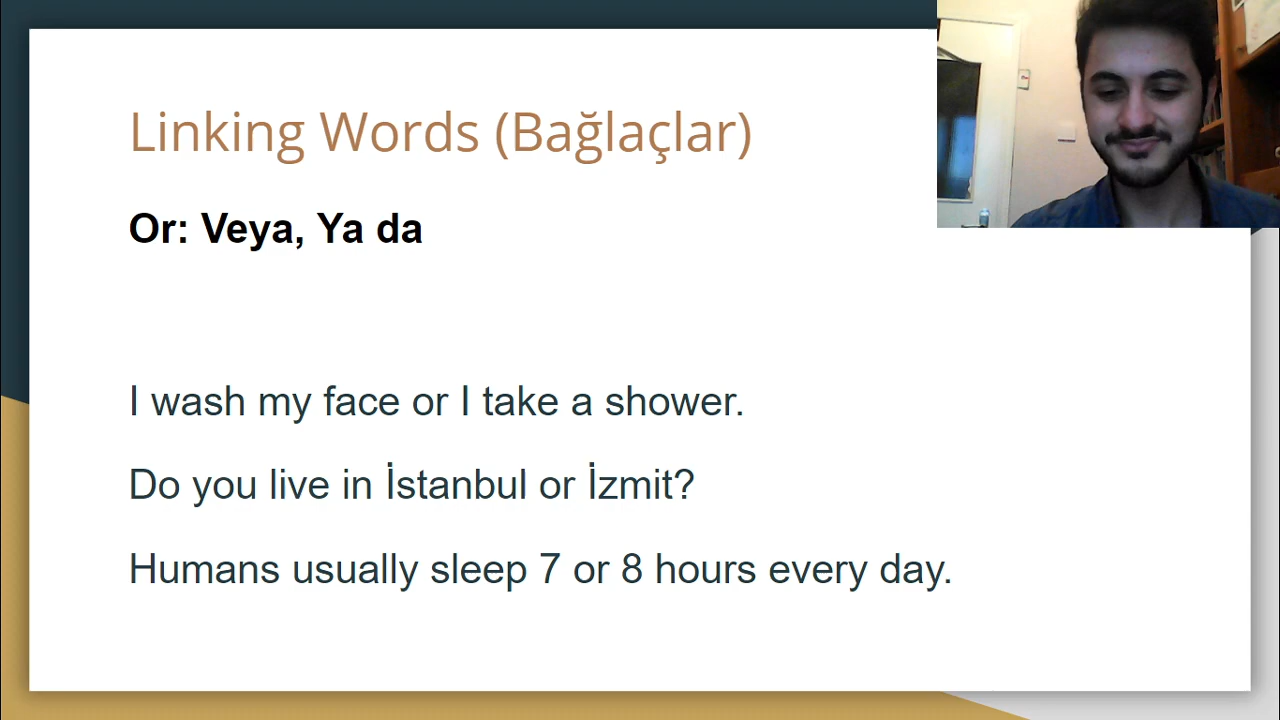 Linking Words (Bağlaçlar)
Or: Veya, Ya da
I wash my face or I take a shower.
Do you live in İstanbul or İzmit?
Humans usually sleep 7 or 8 hours every day.